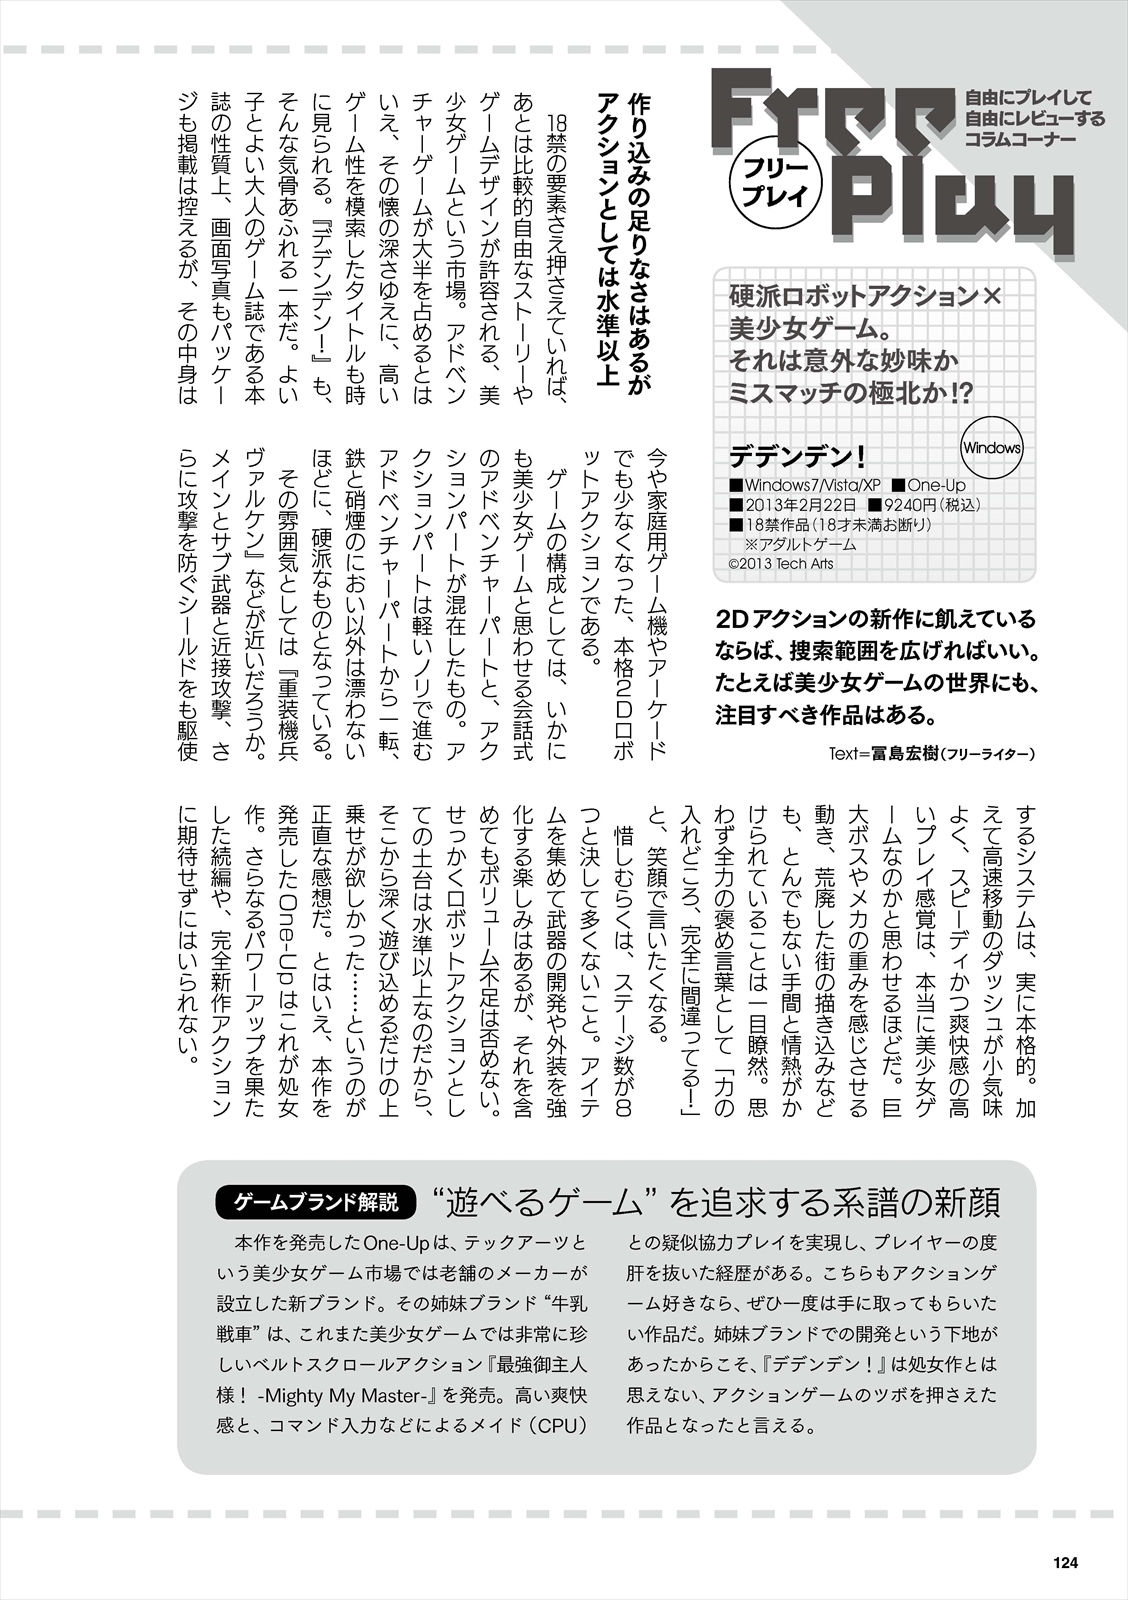 Free Play
フリー
プレイ
自由にプレイして
自由にレビューする
コラムコーナー
硬派ロボットアクション×
美少女ゲーム。
それは意外な妙味か
ミスマッチの極北か!?
Windows
デデンデン！
■Windows7/Vista/XP ■One-Up
■2013年2月22日 ■9240円（税込）
■18禁作品（18才未満お断り）
※アダルトゲーム
©2013 Tech Arts
2Dアクションの新作に飢えている
ならば、捜索範囲を広げればいい。
たとえば美少女ゲームの世界にも、
注目すべき作品はある。
Text=冨島宏樹（フリーライター）
作り込みの足りなさはあるが
アクションとしては水準以上
18禁の要素さえ押さえていれば、
あとは比較的自由なストーリーや
ゲームデザインが許容される、美
少女ゲームという市場。アドベン
チャーゲームが大半を占めるとは
いえ、その懐の深さゆえに、高い
ゲーム性を模索したタイトルも時
に見られる。『デデンデン！』も、
そんな気骨あふれる一本だ。よい
子とよい大人のゲーム誌である本
誌の性質上、画面写真もパッケー
ジも掲載は控えるが、その中身は
今や家庭用ゲーム機やアーケード
でも少なくなった、本格2Dロボ
ットアクションである。
ゲームの構成としては、いかに
も美少女ゲームと思わせる会話式
のアドベンチャーパートと、アク
ションパートが混在したもの。ア
クションパートは軽いノリで進む
アドベンチャーパートから一転、
鉄と硝煙のにおい以外は漂わない
ほどに、硬派なものとなっている。
その雰囲気としては『重装機兵
ヴァルケン』などが近いだろうか。
メインとサブ武器と近接攻撃、さ
らに攻撃を防ぐシールドをも駆使
するシステムは、実に本格的。加
えて高速移動のダッシュが小気味
よく、スピーディかつ爽快感の高
いプレイ感覚は、本当に美少女ゲ
ームなのかと思わせるほどだ。巨
大ボスやメカの重みを感じさせる
動き、荒廃した街の描き込みなど
も、とんでもない手間と情熱がか
けられていることは一目瞭然。思
わず全力の褒め言葉として「力の
入れどころ、完全に間違ってる！」
と、笑顔で言いたくなる。
惜しむらくは、ステージ数が8
つと決して多くないこと。アイテ
ムを集めて武器の開発や外装を強
化する楽しみはあるが、それを含
めてもボリューム不足は否めない。
せっかくロボットアクションとし
ての土台は水準以上なのだから、
そこから深く遊び込めるだけの上
乗せが欲しかった……というのが
正直な感想だ。とはいえ、本作を
発売したOne-Upはこれが処女
作。さらなるパワーアップを果た
した続編や、完全新作アクション
に期待せずにはいられない。
ゲームブランド解説 “遊べるゲーム”を追求する系譜の新顔
本作を発売したOne-Upは、テックアーツと
いう美少女ゲーム市場では老舗のメーカーが
設立した新ブランド。その姉妹ブランド“牛乳
戦車”は、これまた美少女ゲームでは非常に珍
しいベルトスクロールアクション『最強御主人
様！ -Mighty My Master-』を発売。高い爽快
感と、コマンド入力などによるメイド（CPU）
との疑似協力プレイを実現し、プレイヤーの度
肝を抜いた経歴がある。こちらもアクションゲ
ーム好きなら、ぜひ一度は手に取ってもらいた
い作品だ。姉妹ブランドでの開発という下地が
あったからこそ、『デデンデン！』は処女作とは
思えない、アクションゲームのツボを押さえた
作品となったと言える。
124